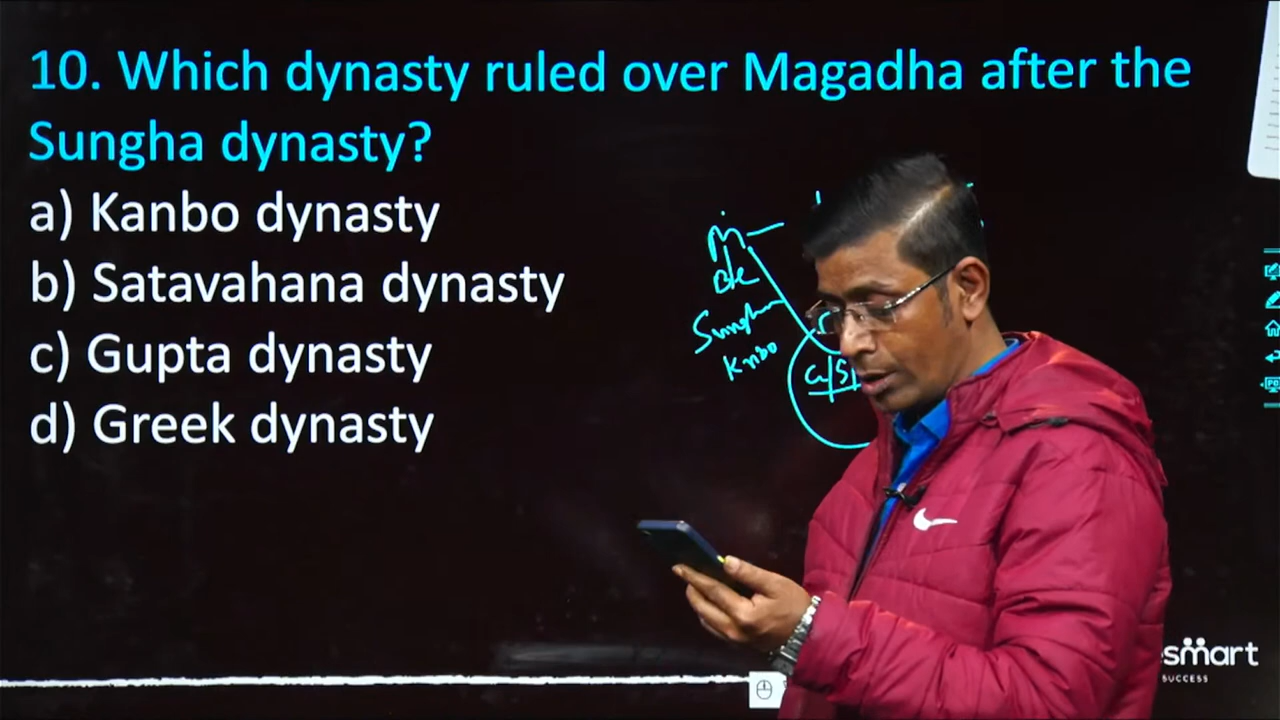 10. Which dynasty ruled over Magadha after the
Sungha dynasty?
a) Kanbo dynasty
b) Satavahana dynasty
c) Gupta dynasty
d) Greek dynasty
Sungha
Knbo
G/S/
smart
SUCCESS